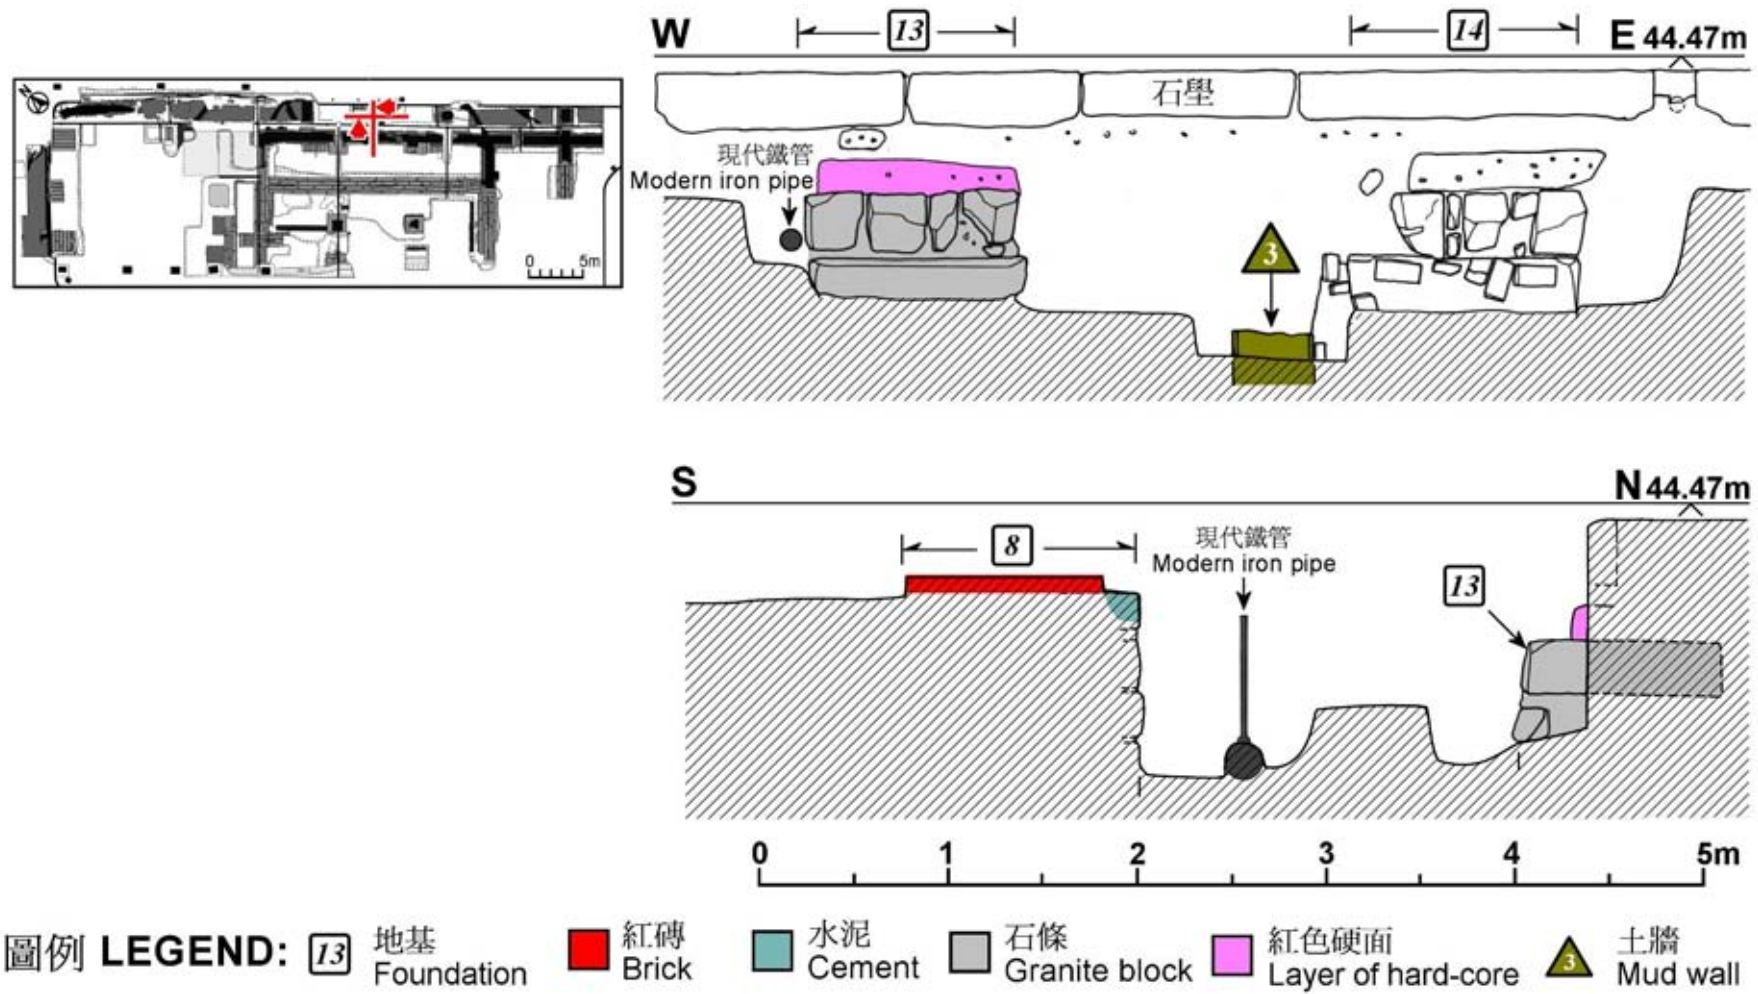 W
13
14
E 44.47m
N
0 5m
石壆
現代鐵管
Modern iron pipe
3
S
N 44.47m
8
現代鐵管
Modern iron pipe
13
0 1 2 3 4 5m
圖例 LEGEND:
13 地基
Foundation
紅磚
Brick
水泥
Cement
石條
Granite block
紅色硬面
Layer of hard-core
3 土牆
Mud wall